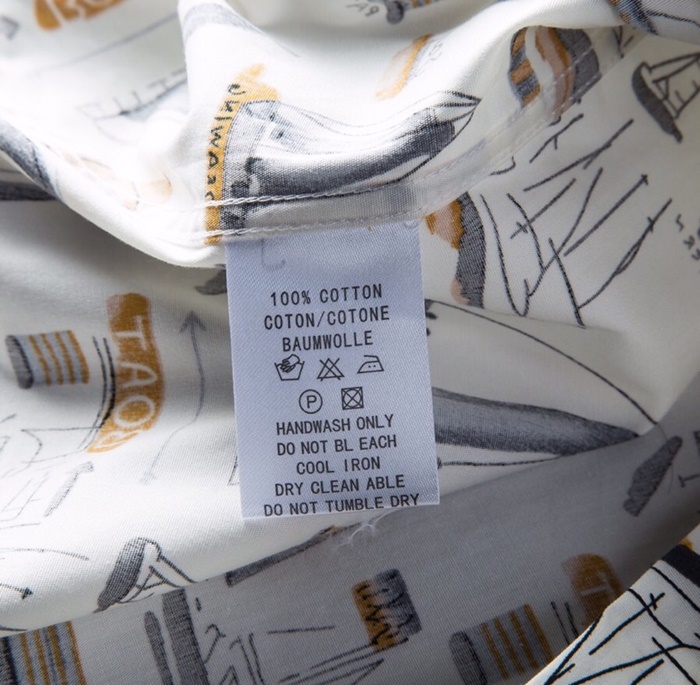 100% COTTON
COTON/COTONE
BAUMWOLLE
P
HANDWASH ONLY
DO NOT BL EACH
COOL IRON
DRY CLEAN ABLE
DO NOT TUMBLE DRY
TAOB